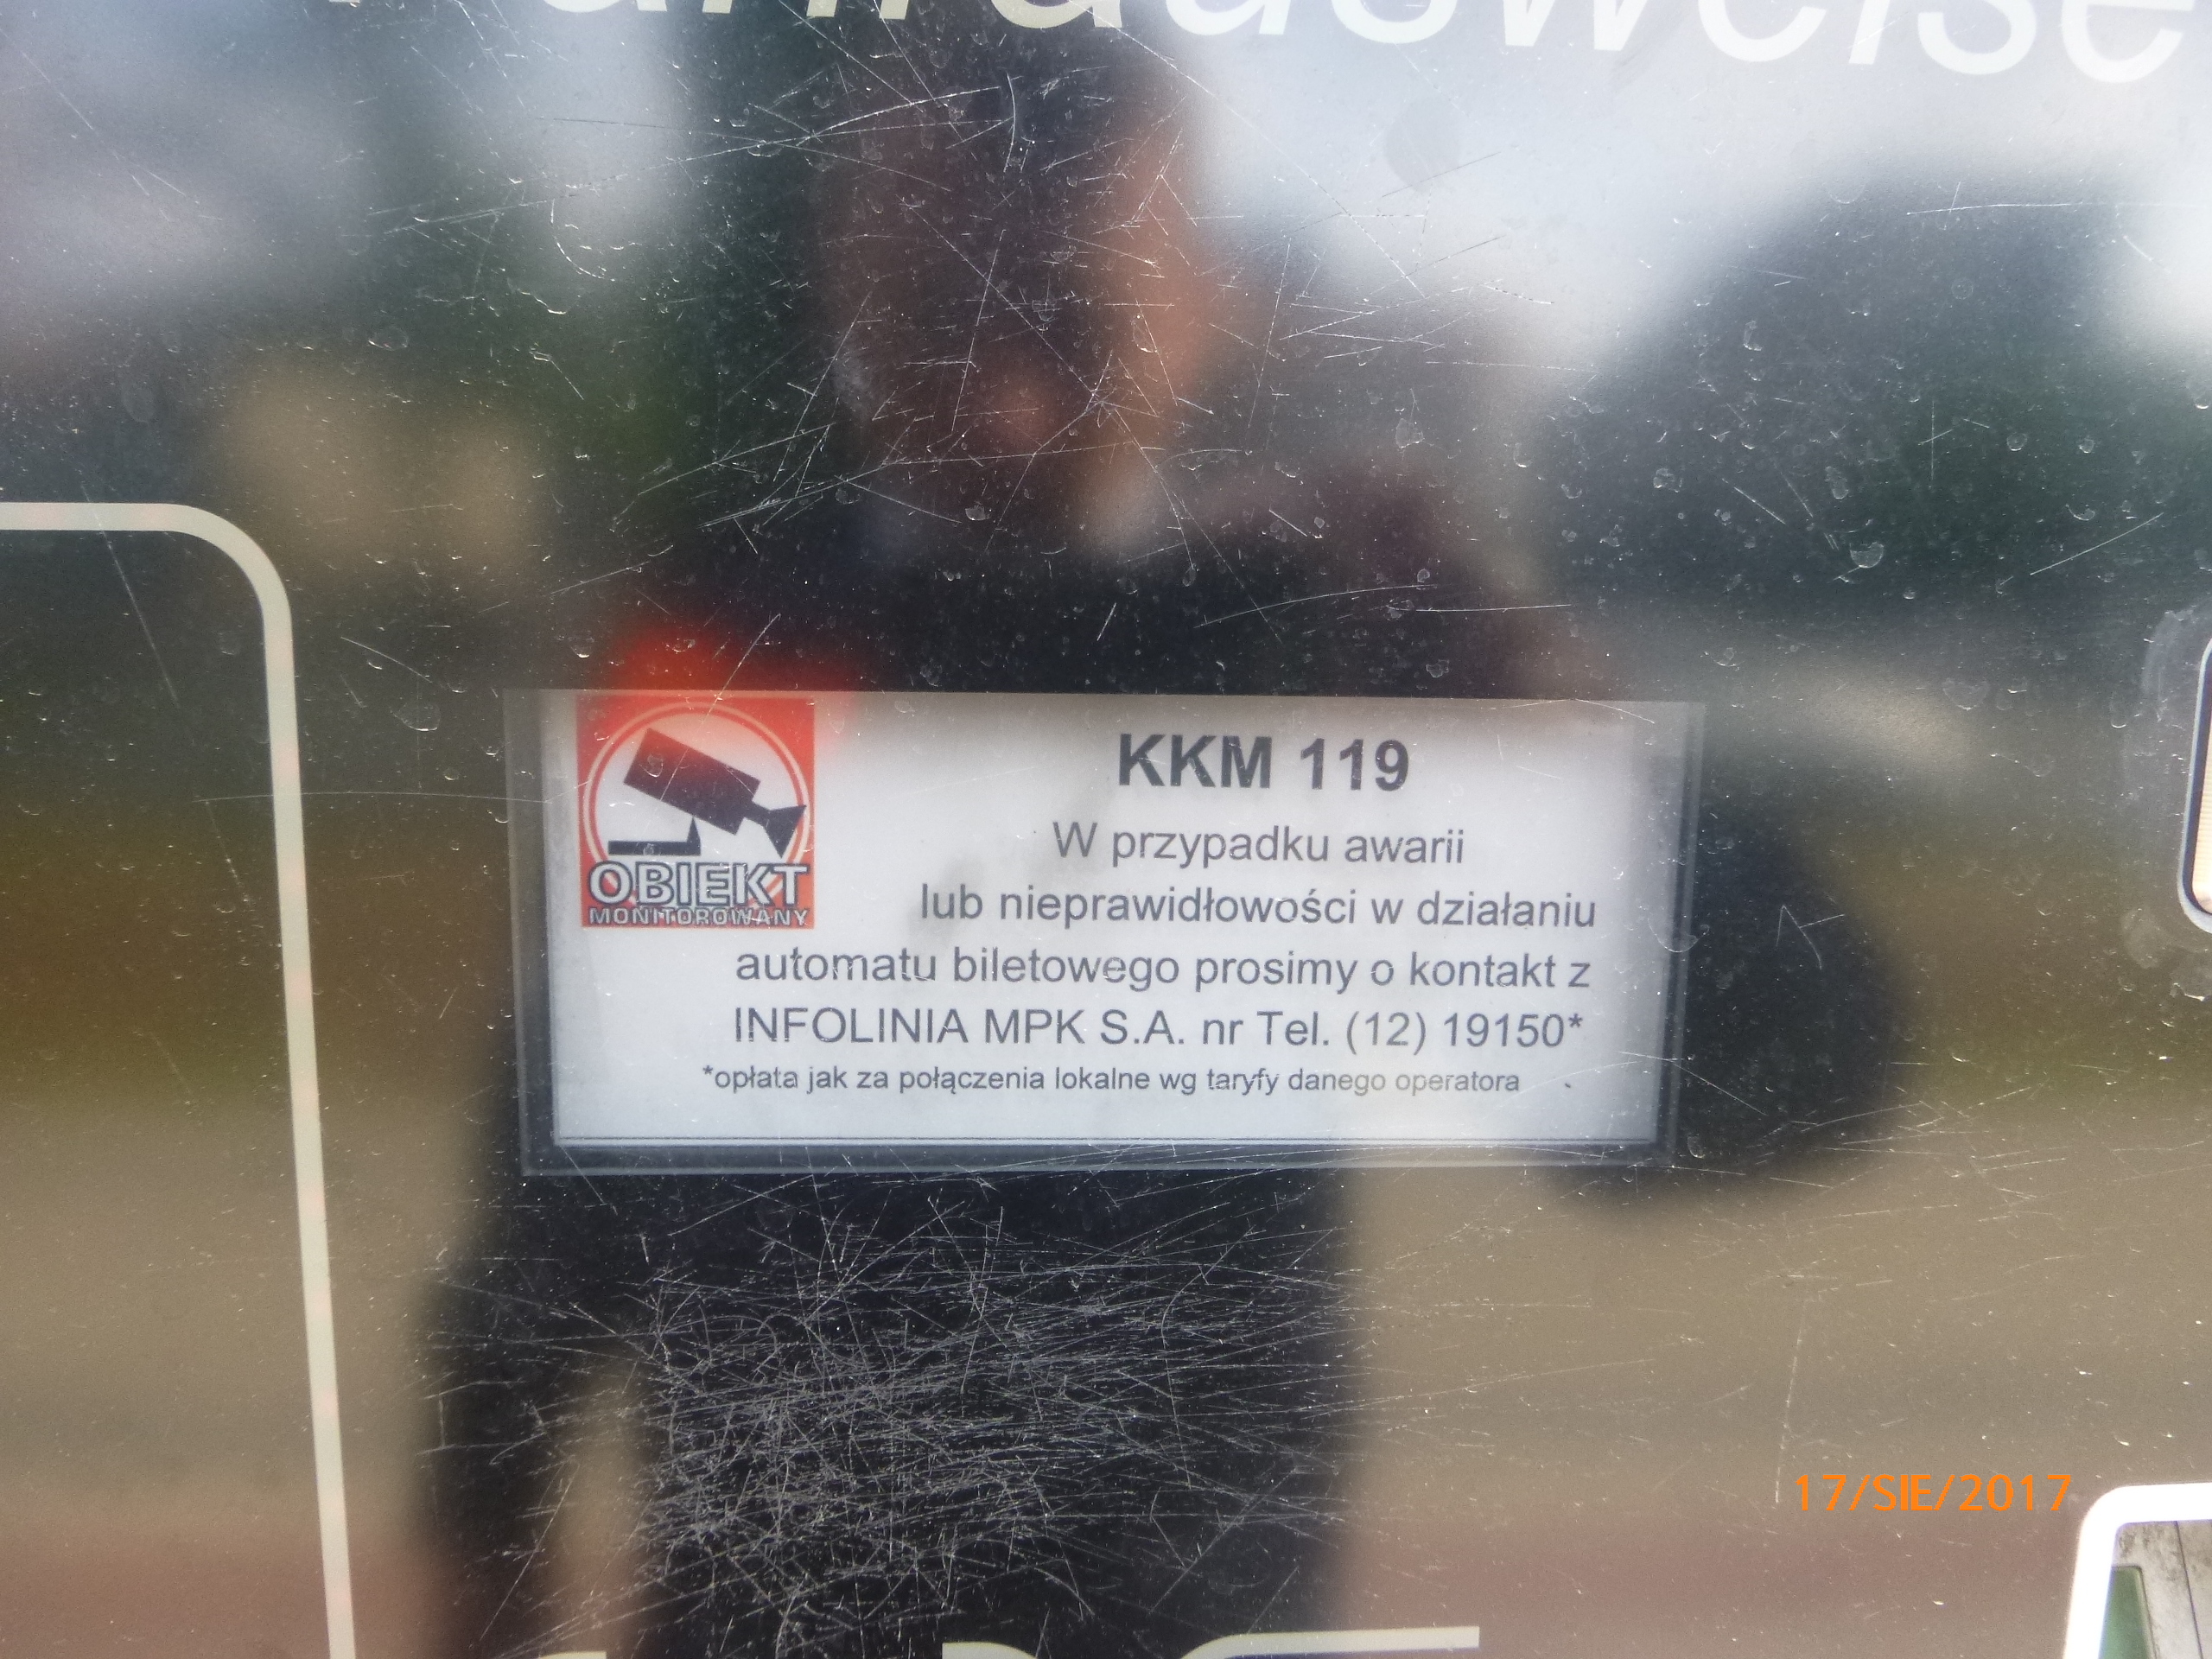 KKM 119
W przypadku awarii
lub nieprawidłowości w działaniu
automatu biletowego prosimy o kontakt z
INFOLINIA MPK S.A. nr Tel. (12) 19150*
*opłata jak za połączenia lokalne wg taryfy danego operatora
OBIEKT
MONITOROWANY
17/SIE/2017